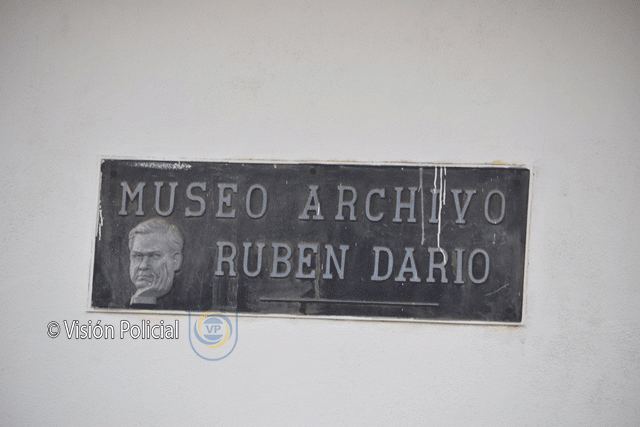 MUSEO ARCHIVO
RUBEN DARIO
© Visión Policial
VP